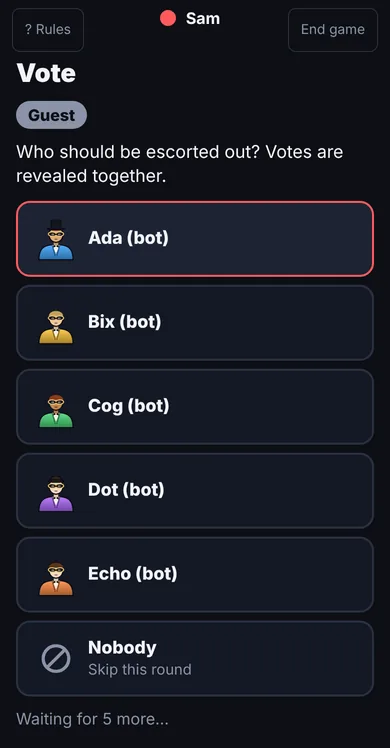 ? Rules
Sam
End game
Vote
Guest
Who should be escorted out? Votes are
revealed together.
Ada (bot)
Bix (bot)
Cog (bot)
Dot (bot)
Echo (bot)
Nobody
Skip this round
Waiting for 5 more...